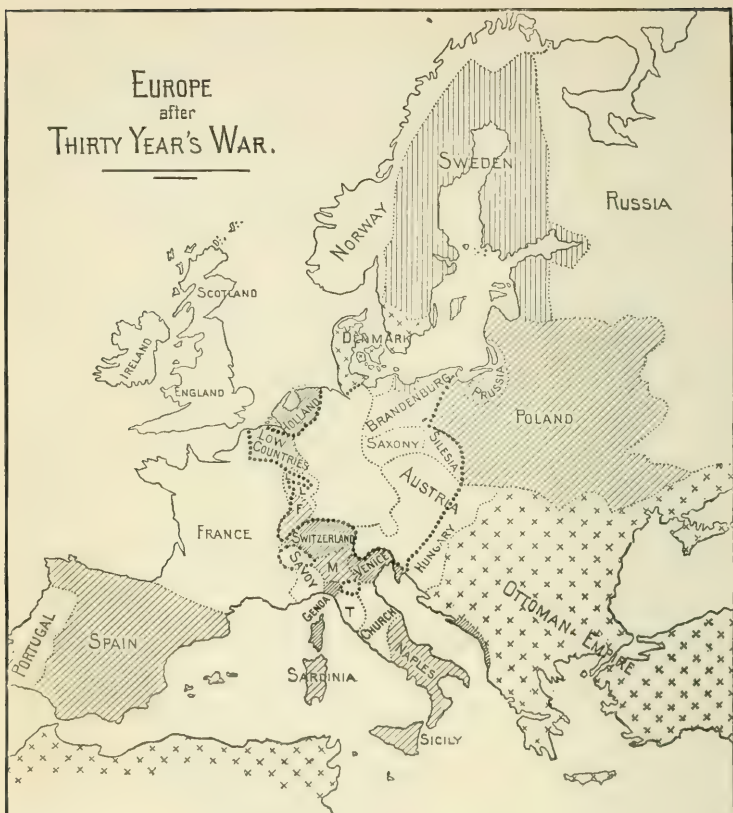 EUROPE
after
THIRTY YEAR'S WAR.
SWEDEN
RUSSIA
NORWAY
SCOTLAND
IRELAND
ENGLAND
DENMARK
HOLLAND
LOW
COUNTRIES
BRANDENBURG
PRUSSIA
POLAND
SAXONY
SILESIA
AUSTRIA
L
F
FRANCE
SWITZERLAND
HUNGARY
SAVOY
M
VENICE
GENOA
T
CHURCH
OTTOMAN EMPIRE
PORTUGAL
SPAIN
NAPLES
SARDINIA
SICILY